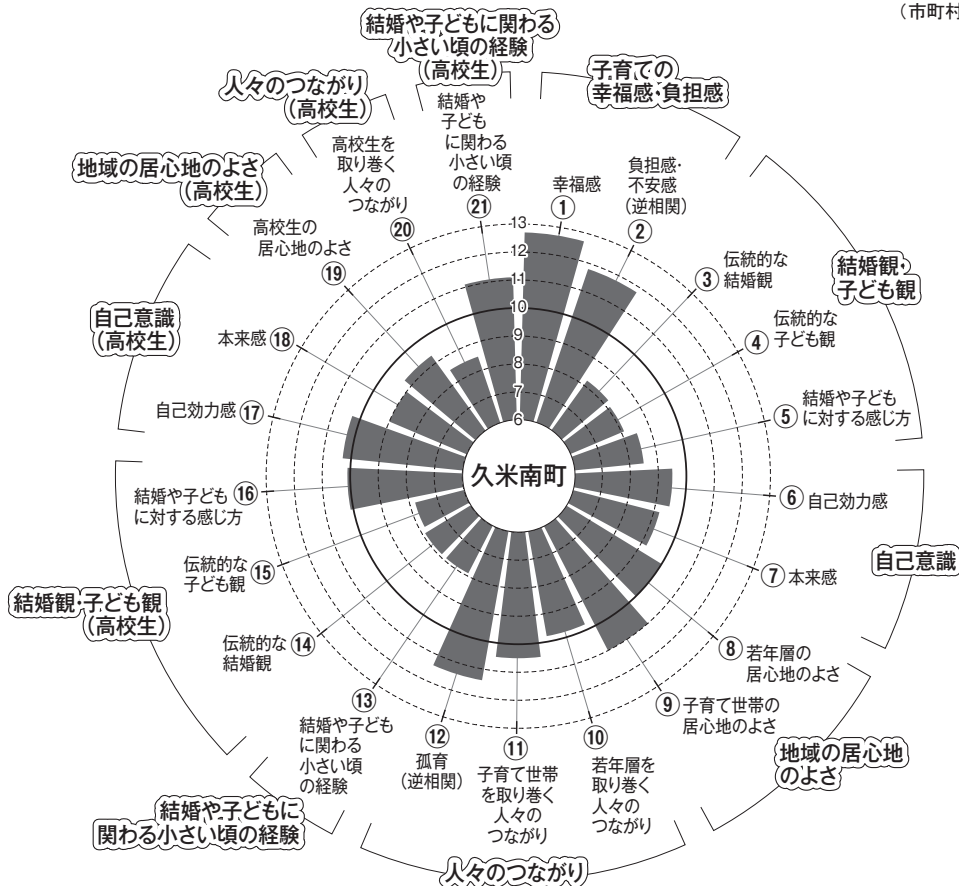 （市町村
結婚や子どもに関わる
小さい頃の経験
（高校生）
子育ての
幸福感・負担感
人々のつながり
（高校生）
地域の居心地のよさ
（高校生）
自己意識
（高校生）
結婚観・子ども観
（高校生）
結婚や子どもに
関わる小さい頃の経験
人々のつながり
地域の居心地
のよさ
自己意識
結婚観・
子ども観
幸福感
①
負担感・
不安感
（逆相関）
②
③ 伝統的な
結婚観
④ 伝統的な
子ども観
⑤ 結婚や子ども
に対する感じ方
⑥ 自己効力感
⑦ 本来感
⑧ 若年層の
居心地のよさ
⑨ 子育て世帯の
居心地のよさ
⑩
若年層を
取り巻く
人々の
つながり
⑪
子育て世帯
を取り巻く
人々の
つながり
⑫
孤育
（逆相関）
⑬
結婚や子ども
に関わる
小さい頃
の経験
伝統的な ⑭
結婚観
伝統的な ⑮
子ども観
結婚や子ども ⑯
に対する感じ方
自己効力感 ⑰
本来感 ⑱
高校生の
居心地のよさ
⑲
高校生を
取り巻く
人々の
つながり
⑳
結婚や
子ども
に関わる
小さい頃
の経験
㉑
13
12
11
10
9
8
7
6
久米南町